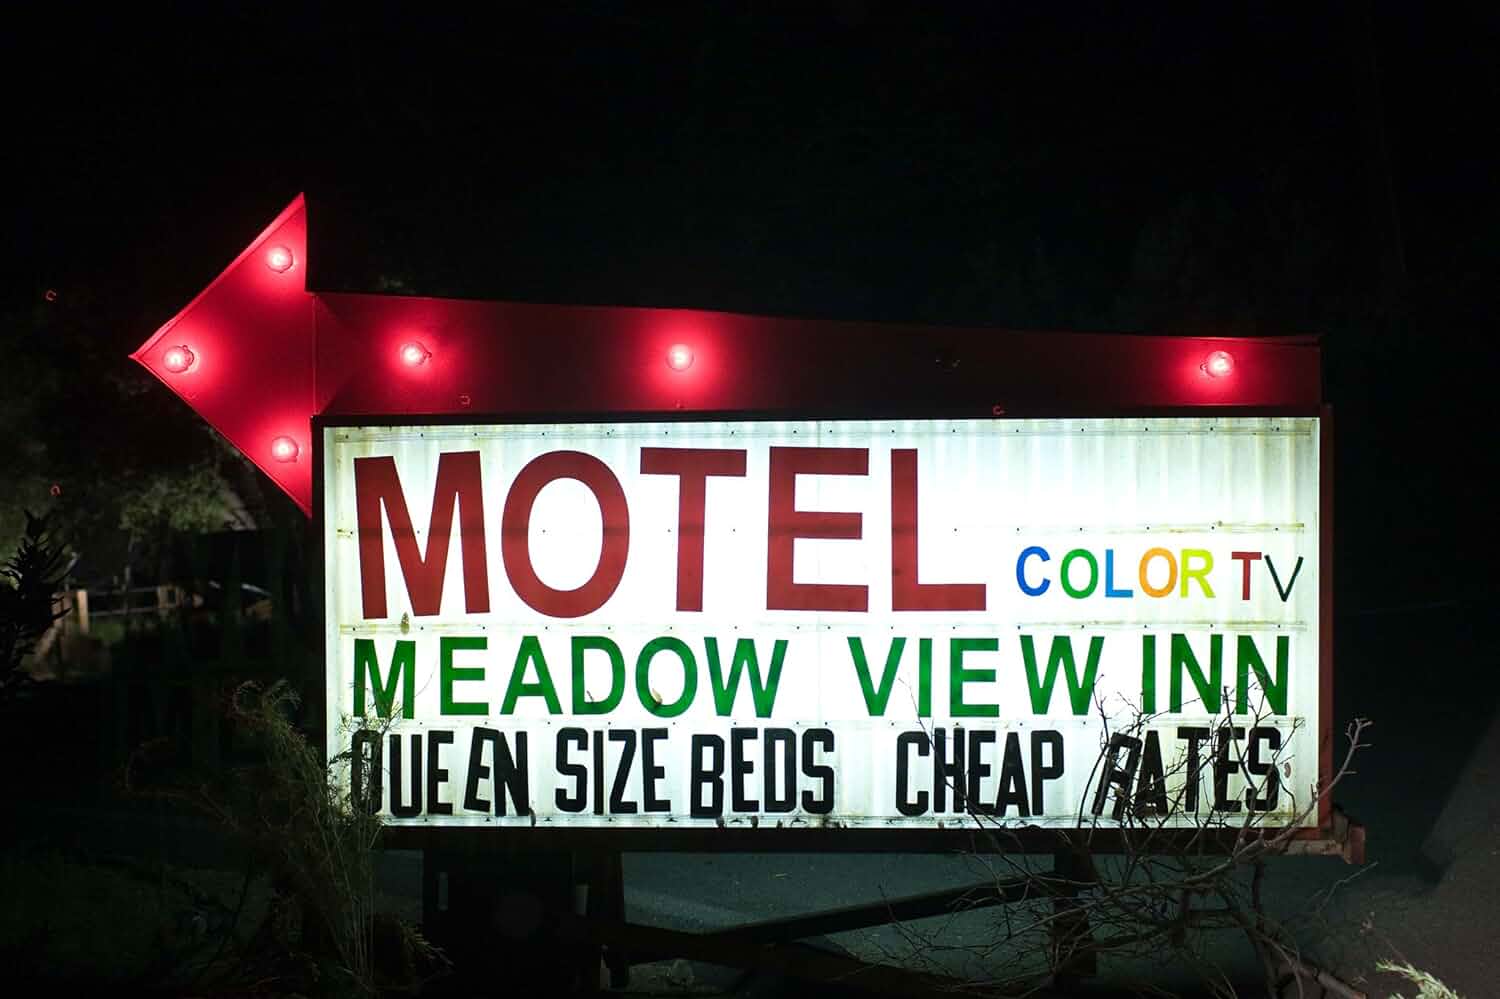 MOTEL COLOR TV
MEADOW VIEW INN
QUEEN SIZE BEDS CHEAP RATES